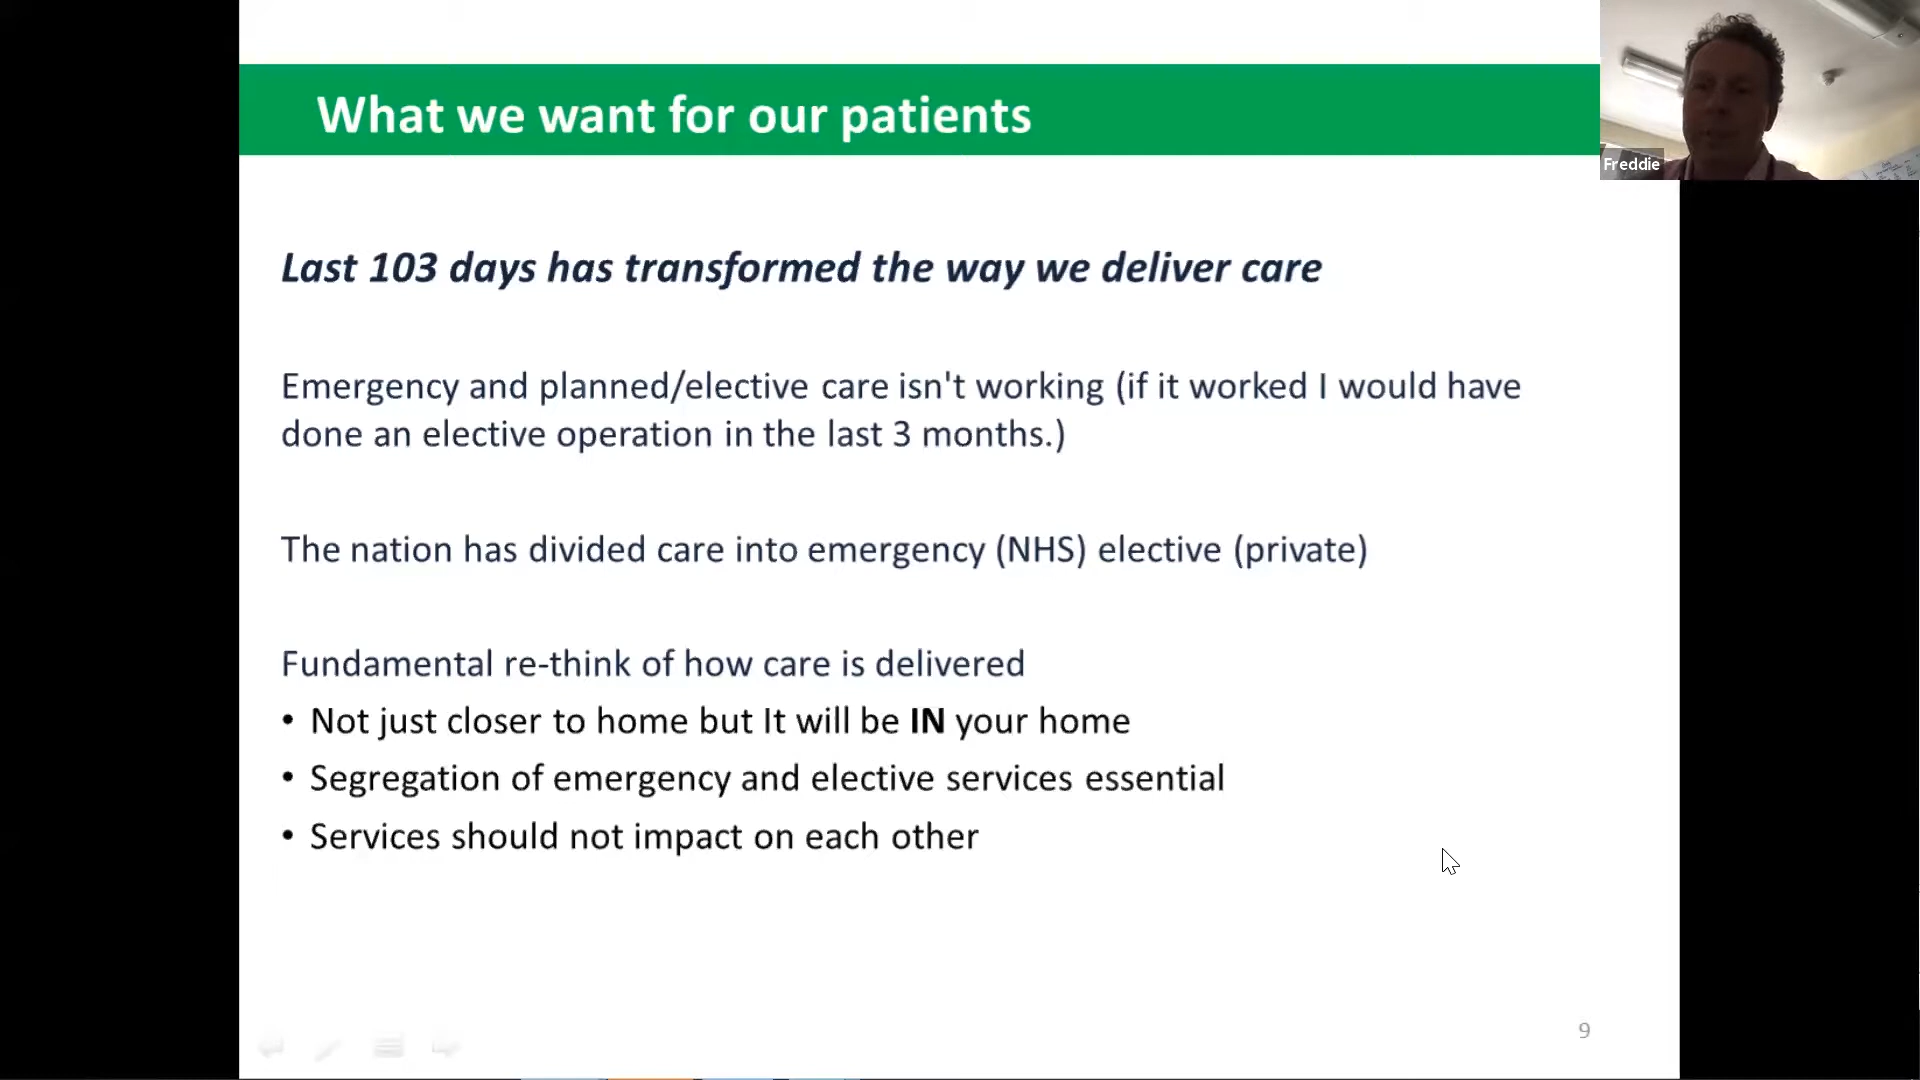 What we want for our patients
Freddie
Last 103 days has transformed the way we deliver care
Emergency and planned/elective care isn't working (if it worked I would have
done an elective operation in the last 3 months.)
The nation has divided care into emergency (NHS) elective (private)
Fundamental re-think of how care is delivered
• Not just closer to home but It will be IN your home
• Segregation of emergency and elective services essential
• Services should not impact on each other
9